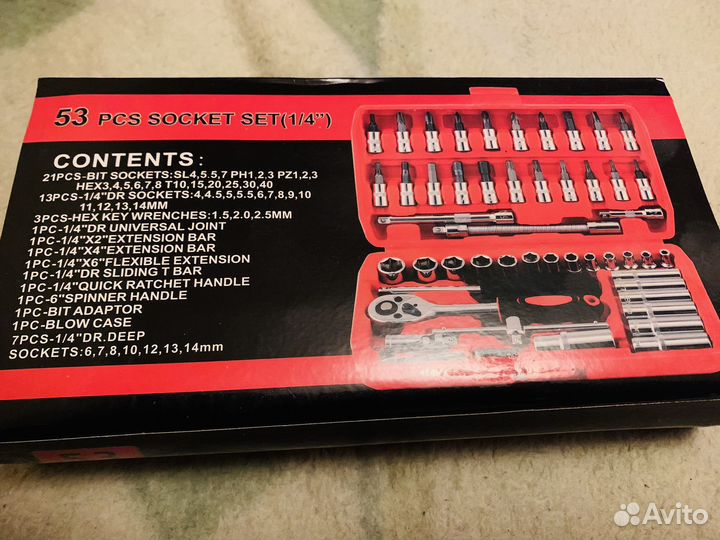 53 PCS SOCKET SET(1/4”)
CONTENTS:
21PCS-BIT SOCKETS:SL4,5.5,7 PH1,2,3 PZ1,2,3
HEX3,4,5,6,7,8 T10,15,20,25,30,40
13PCS-1/4"DR SOCKETS:4,4.5,5,5.5,6,7,8,9,10
11,12,13,14MM
3PCS-HEX KEY WRENCHES:1.5,2.0,2.5MM
1PC-1/4"DR UNIVERSAL JOINT
1PC-1/4"X2"EXTENSION BAR
1PC-1/4"X4"EXTENSION BAR
1PC-1/4"X6"FLEXIBLE EXTENSION
1PC-1/4"DR SLIDING T BAR
1PC-1/4"QUICK RATCHET HANDLE
1PC-6"SPINNER HANDLE
1PC-BIT ADAPTOR
1PC-BLOW CASE
7PCS-1/4"DR.DEEP
SOCKETS:6,7,8,10,12,13,14mm
Avito